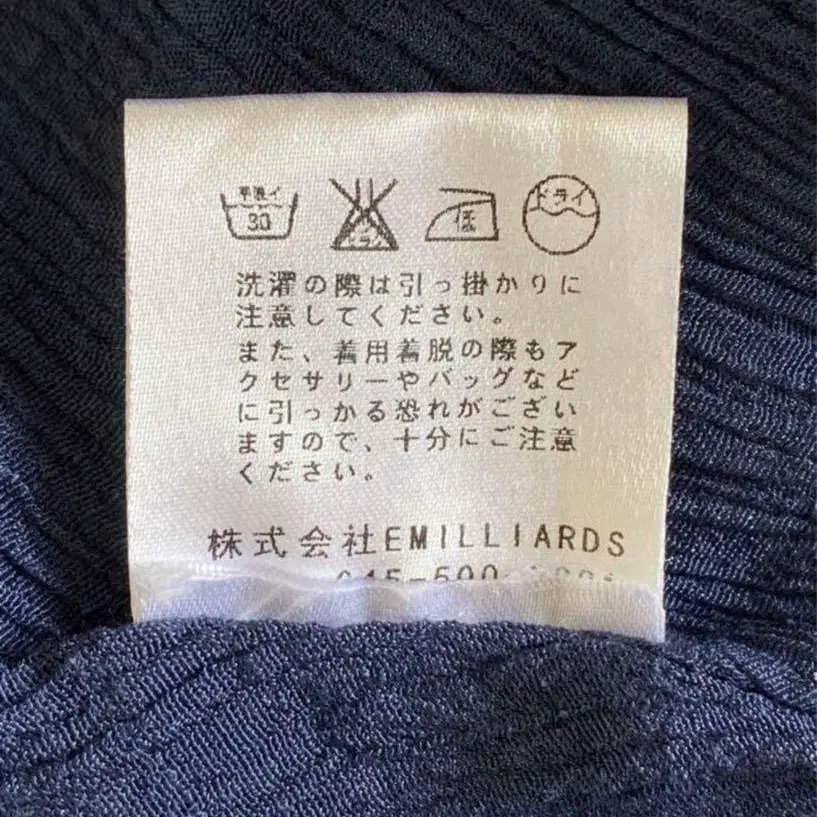 手洗イ
30
ほ
ドライ
洗濯の際は引っ掛かりに
注意してください。
また、着用着脱の際もア
クセサリーやバッグなど
に引っかかる恐れがござい
ますので、十分にご注意
ください。
株式会社EMILLIARDS